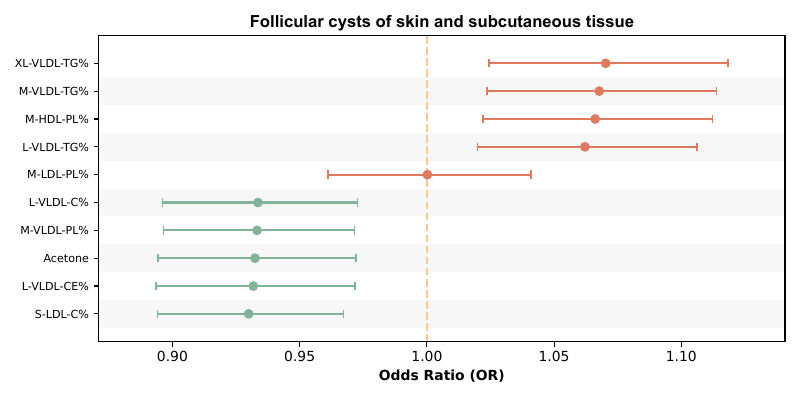 Follicular cysts of skin and subcutaneous tissue
XL-VLDL-TG%
M-VLDL-TG%
M-HDL-PL%
L-VLDL-TG%
M-LDL-PL%
L-VLDL-C%
M-VLDL-PL%
Acetone
L-VLDL-CE%
S-LDL-C%
0.90 0.95 1.00 1.05 1.10
Odds Ratio (OR)